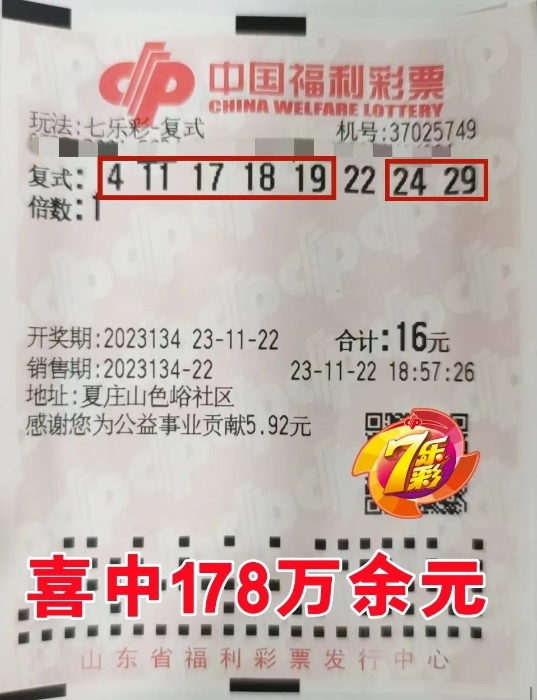 中国福利彩票
CHINA WELFARE LOTTERY
玩法:七乐彩-复式 机号:37025749
复式: 4 11 17 18 19 22 24 29
倍数:1
开奖期:2023134 23-11-22 合计:16元
销售期:2023134-22 23-11-22 18:57:26
地址:夏庄山色峪社区
感谢您为公益事业贡献5.92元
7乐彩
喜中178万余元
山东省福利彩票发行中心